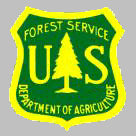 FOREST SERVICE
U S
DEPARTMENT OF AGRICULTURE